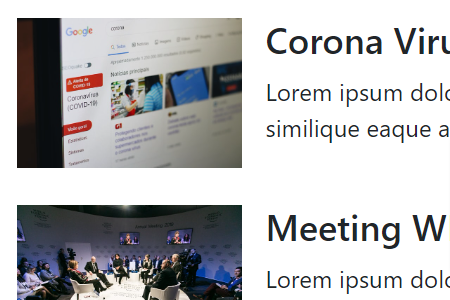 Google
corona
Notícias principais
Alerta de
COVID-19
Coronavírus
(COVID-19)
Corona Viru
Lorem ipsum dolo
similique eaque a
Meeting W
Lorem ipsum dolo